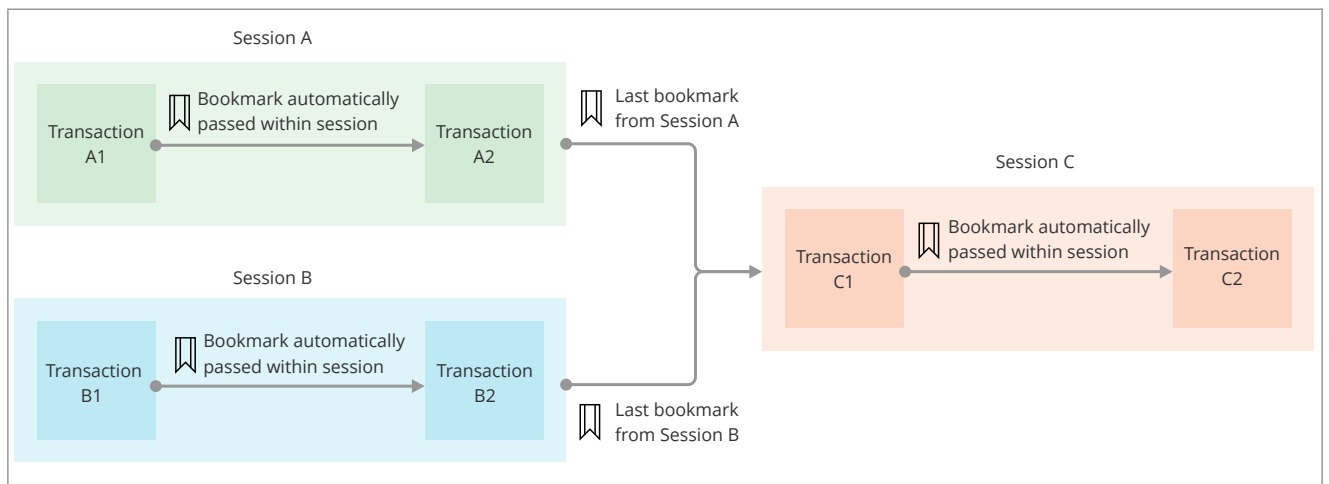 Session A
Transaction
A1
Bookmark automatically
passed within session
Transaction
A2
Last bookmark
from Session A
Session B
Transaction
B1
Bookmark automatically
passed within session
Transaction
B2
Last bookmark
from Session B
Session C
Transaction
C1
Bookmark automatically
passed within session
Transaction
C2